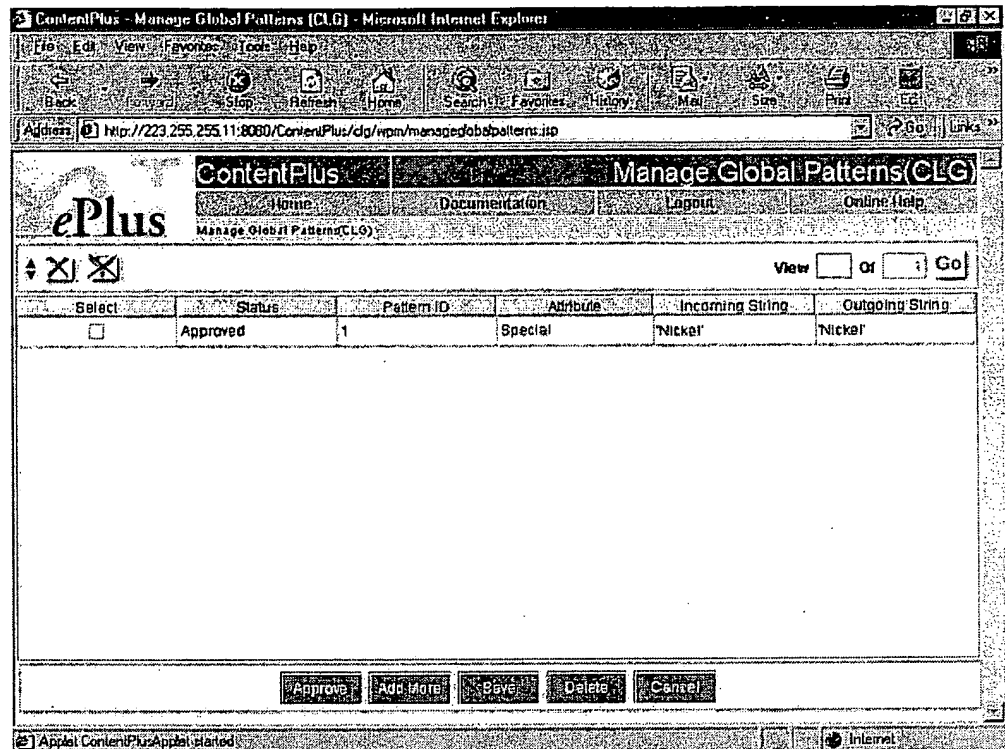 ContentPlus - Manage Global Patterns (CLG) - Microsoft Internet Explorer
File Edit View Favorites Tools Help
Back Forward Stop Refresh Home Search Favorites History Mail Size Print Edit
Address http://223.255.255.11:8080/ContentPlus/clg/wpm/manageglobalpatterns.jsp Go Links
ePlus
ContentPlus Manage Global Patterns(CLG)
Home Documentation Logout Online Help
Manage Global Patterns(CLG)
View Of 1 Go
Select Status Pattern ID Attribute Incoming String Outgoing String
Approved 1 Special 'Nickel' 'Nickel'
Approve Add More Save Delete Cancel
Applet ContentPlusApplet started Internet